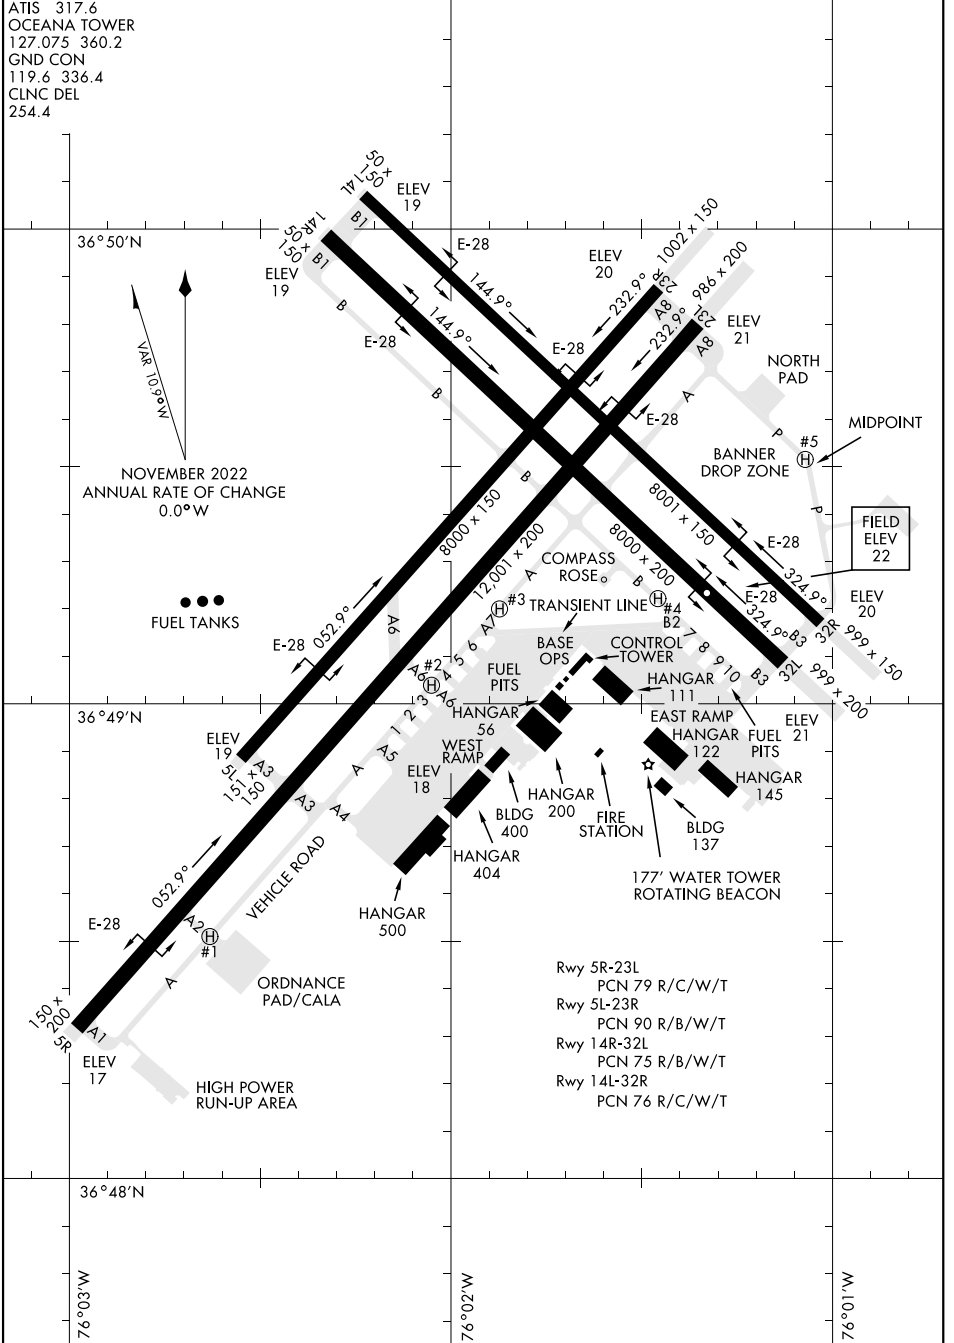 ATIS 317.6
OCEANA TOWER
127.075 360.2
GND CON
119.6 336.4
CLNC DEL
254.4
50 x
150
14L
ELEV
19
B1
14R
50 x
150
B1
ELEV
19
36°50'N
E-28
144.9°
ELEV
20
1002 x 150
23R
A8
232.9°
986 x 200
23L
A8
232.9°
ELEV
21
VAR 10.9°W
B
144.9°
E-28
E-28
NORTH
PAD
A
E-28
B
P
#5
H
MIDPOINT
BANNER
DROP ZONE
NOVEMBER 2022
ANNUAL RATE OF CHANGE
0.0°W
B
8000 x 150
12,001 x 200
8001 x 150
P
FIELD
ELEV
22
8000 x 200
E-28
COMPASS
ROSE
A
B
324.9°
E-28
ELEV
20
FUEL TANKS
052.9°
A6
H
#3
TRANSIENT LINE
H
#4
B2
A7
324.9°
B3
32R
999 x 150
E-28
BASE
OPS
CONTROL
TOWER
7
8
9
10
B3
32L
999 x 200
#2
H
A6
A6
4
5
6
FUEL
PITS
HANGAR
111
36°49'N
1
2
3
HANGAR
56
EAST RAMP
HANGAR
122
FUEL
PITS
ELEV
21
ELEV
19
5L
151 x
150
A3
A
A5
WEST
RAMP
ELEV
18
A3
A4
BLDG
400
HANGAR
200
FIRE
STATION
BLDG
137
HANGAR
145
HANGAR
404
177' WATER TOWER
ROTATING BEACON
052.9°
VEHICLE ROAD
HANGAR
500
E-28
A2
H
#1
A
ORDNANCE
PAD/CALA
150 x
200
5R
A1
ELEV
17
HIGH POWER
RUN-UP AREA
Rwy 5R-23L
PCN 79 R/C/W/T
Rwy 5L-23R
PCN 90 R/B/W/T
Rwy 14R-32L
PCN 75 R/B/W/T
Rwy 14L-32R
PCN 76 R/C/W/T
36°48'N
76°03'W
76°02'W
76°01'W